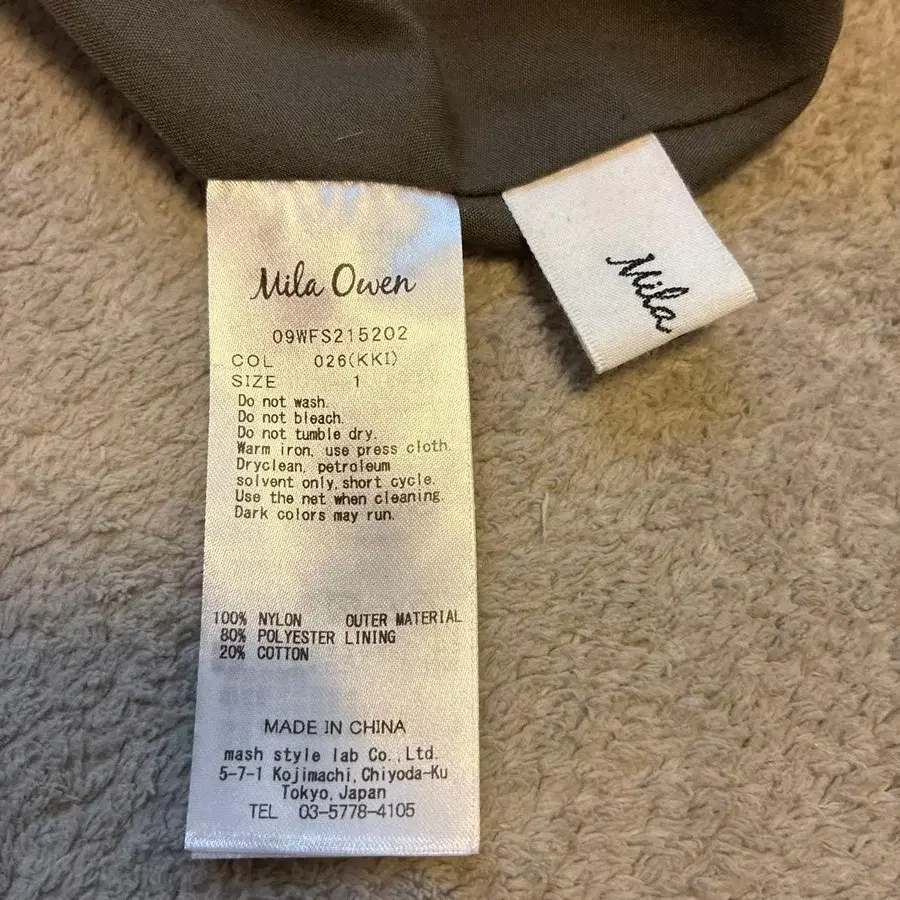 Mila Owen
09WFS215202
COL 026(KKI)
SIZE 1
Do not wash.
Do not bleach.
Do not tumble dry.
Warm iron, use press cloth.
Dryclean, petroleum
solvent only, short cycle.
Use the net when cleaning.
Dark colors may run.
100% NYLON OUTER MATERIAL
80% POLYESTER LINING
20% COTTON
MADE IN CHINA
mash style lab Co.,Ltd.
5-7-1 Kojimachi,Chiyoda-Ku
Tokyo,Japan
TEL 03-5778-4105
Mila